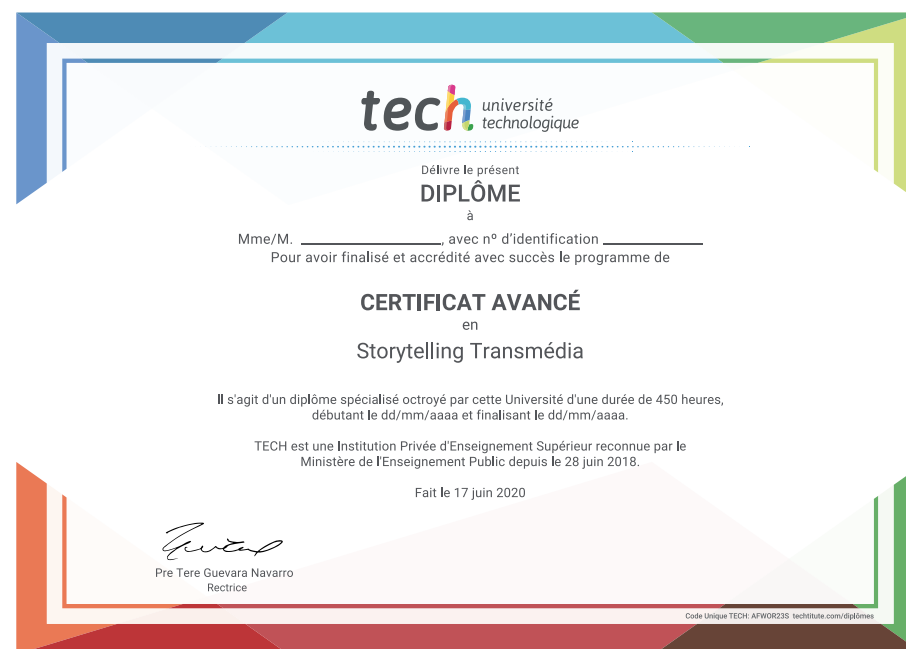 tech université
technologique
Délivre le présent
DIPLÔME
à
Mme/M. ____________________, avec nº d'identification ______________
Pour avoir finalisé et accrédité avec succès le programme de
CERTIFICAT AVANCÉ
en
Storytelling Transmédia
Il s'agit d'un diplôme spécialisé octroyé par cette Université d'une durée de 450 heures,
débutant le dd/mm/aaaa et finalisant le dd/mm/aaaa.
TECH est une Institution Privée d'Enseignement Supérieur reconnue par le
Ministère de l'Enseignement Public depuis le 28 juin 2018.
Fait le 17 juin 2020
Pre Tere Guevara Navarro
Rectrice
Code Unique TECH: AFWOR23S techtitute.com/diplômes